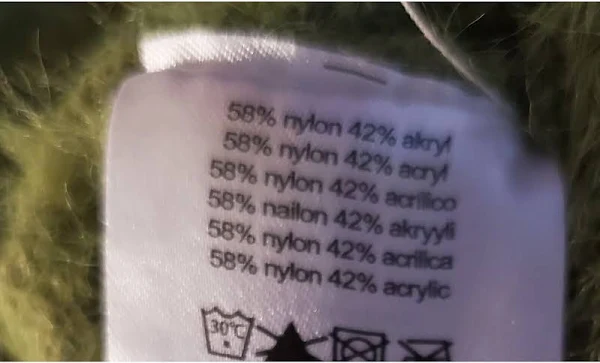 58% nylon 42% akryl
58% nylon 42% acryl
58% nylon 42% acrilico
58% nailon 42% akryyli
58% nylon 42% acrilica
58% nylon 42% acrylic
30°C